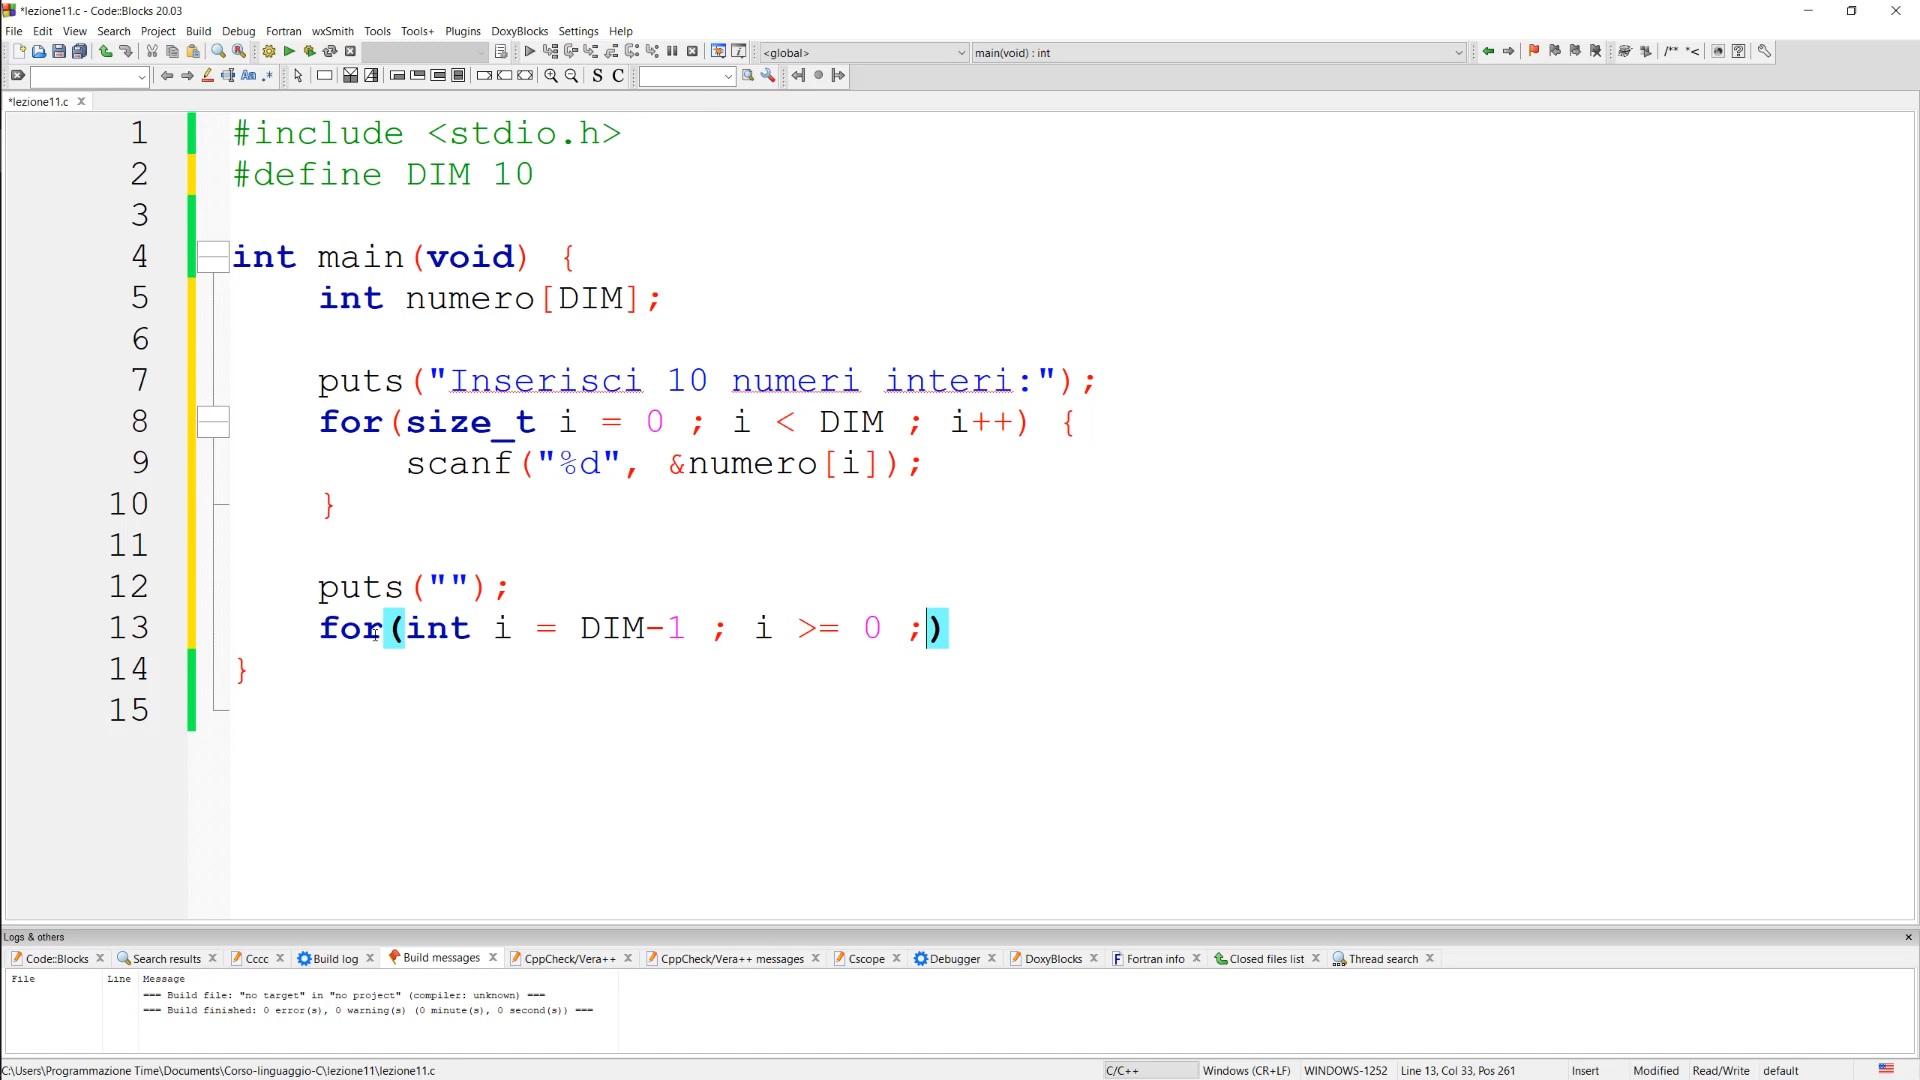 *lezione11.c - Code::Blocks 20.03
File Edit View Search Project Build Debug Fortran wxSmith Tools Tools+ Plugins DoxyBlocks Settings Help
<global> main(void) : int
/** *<
Aa .* S C
*lezione11.c
1 #include <stdio.h>
2 #define DIM 10
3
4 int main(void) {
5 int numero[DIM];
6
7 puts("Inserisci 10 numeri interi:");
8 for(size_t i = 0 ; i < DIM ; i++) {
9 scanf("%d", &numero[i]);
10 }
11
12 puts("");
13 for(int i = DIM-1 ; i >= 0 ;)
14 }
15
Logs & others
Code::Blocks Search results Cccc Build log Build messages CppCheck/Vera++ CppCheck/Vera++ messages Cscope Debugger DoxyBlocks Fortran info Closed files list Thread search
File Line Message
=== Build file: "no target" in "no project" (compiler: unknown) ===
=== Build finished: 0 error(s), 0 warning(s) (0 minute(s), 0 second(s)) ===
C:\Users\Programmazione Time\Documents\Corso-linguaggio-C\lezione11\lezione11.c C/C++ Windows (CR+LF) WINDOWS-1252 Line 13, Col 33, Pos 261 Insert Modified Read/Write default